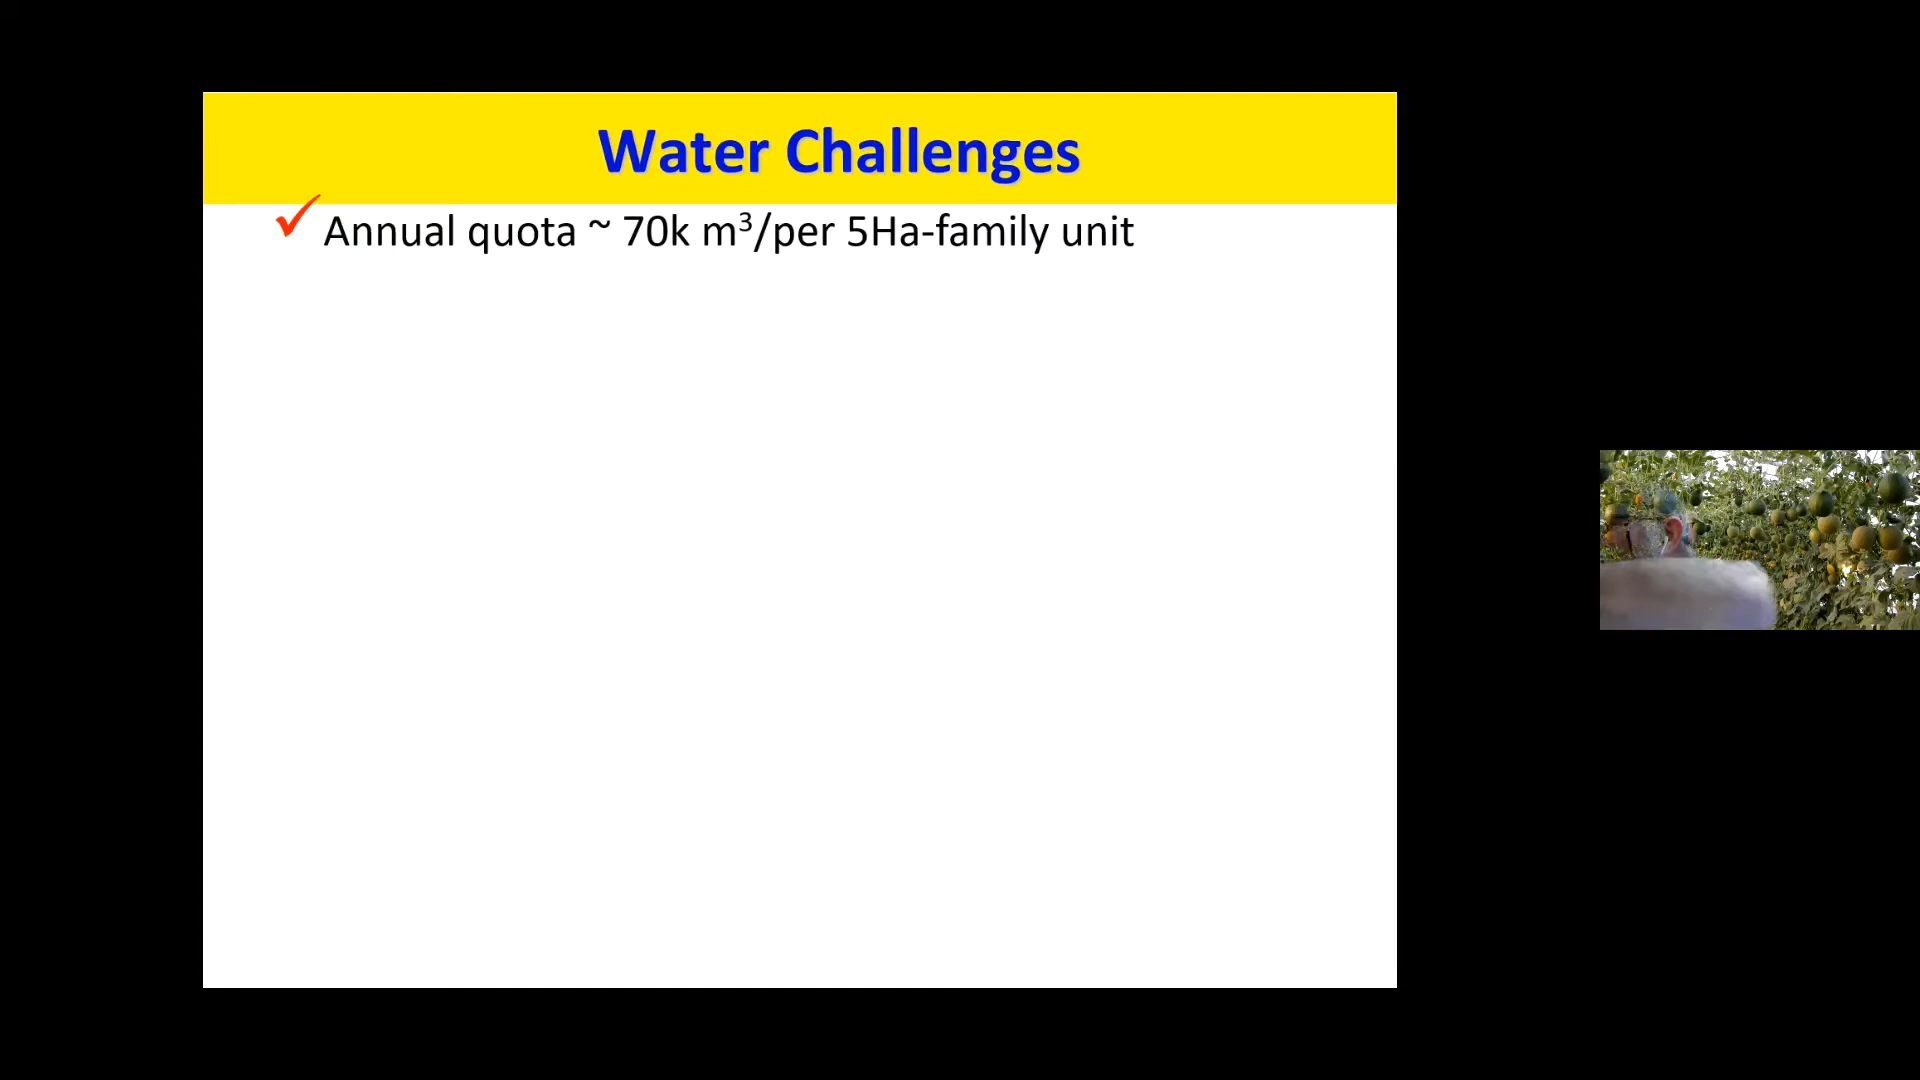 Water Challenges
✓Annual quota ~ 70k m³/per 5Ha-family unit